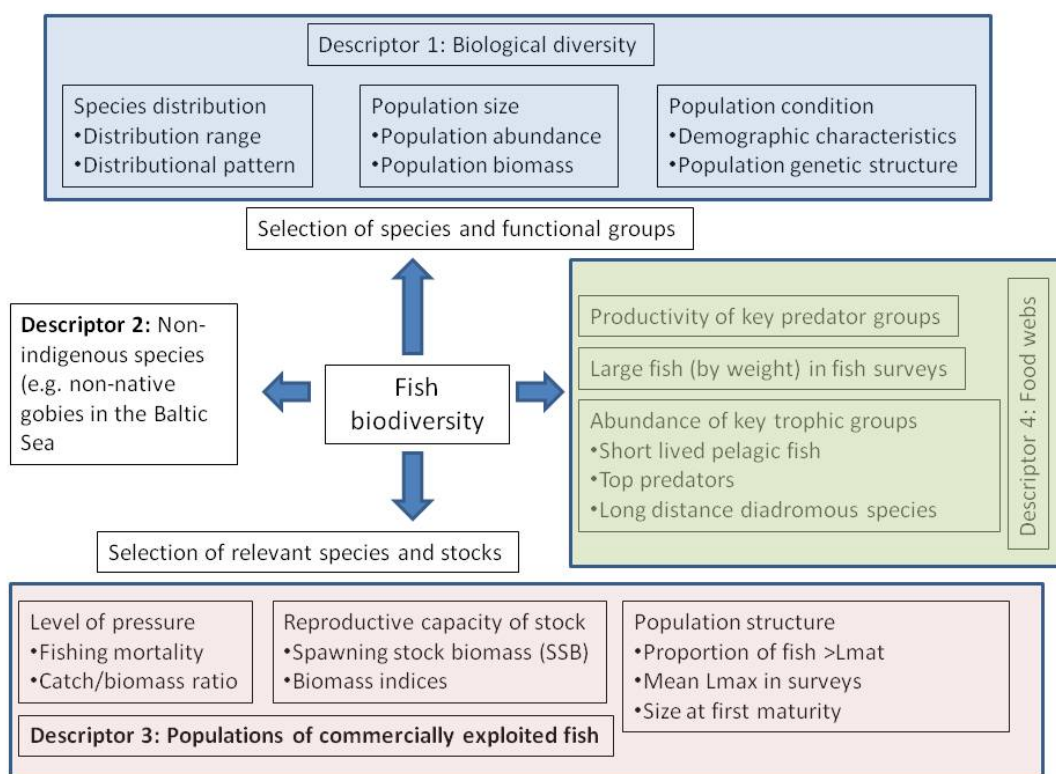 Descriptor 1: Biological diversity
Species distribution
•Distribution range
•Distributional pattern
Population size
•Population abundance
•Population biomass
Population condition
•Demographic characteristics
•Population genetic structure
Selection of species and functional groups
Descriptor 2: Non-
indigenous species
(e.g. non-native
gobies in the Baltic
Sea
Fish
biodiversity
Productivity of key predator groups
Large fish (by weight) in fish surveys
Abundance of key trophic groups
•Short lived pelagic fish
•Top predators
•Long distance diadromous species
Descriptor 4: Food webs
Selection of relevant species and stocks
Level of pressure
•Fishing mortality
•Catch/biomass ratio
Reproductive capacity of stock
•Spawning stock biomass (SSB)
•Biomass indices
Population structure
•Proportion of fish >Lmat
•Mean Lmax in surveys
•Size at first maturity
Descriptor 3: Populations of commercially exploited fish